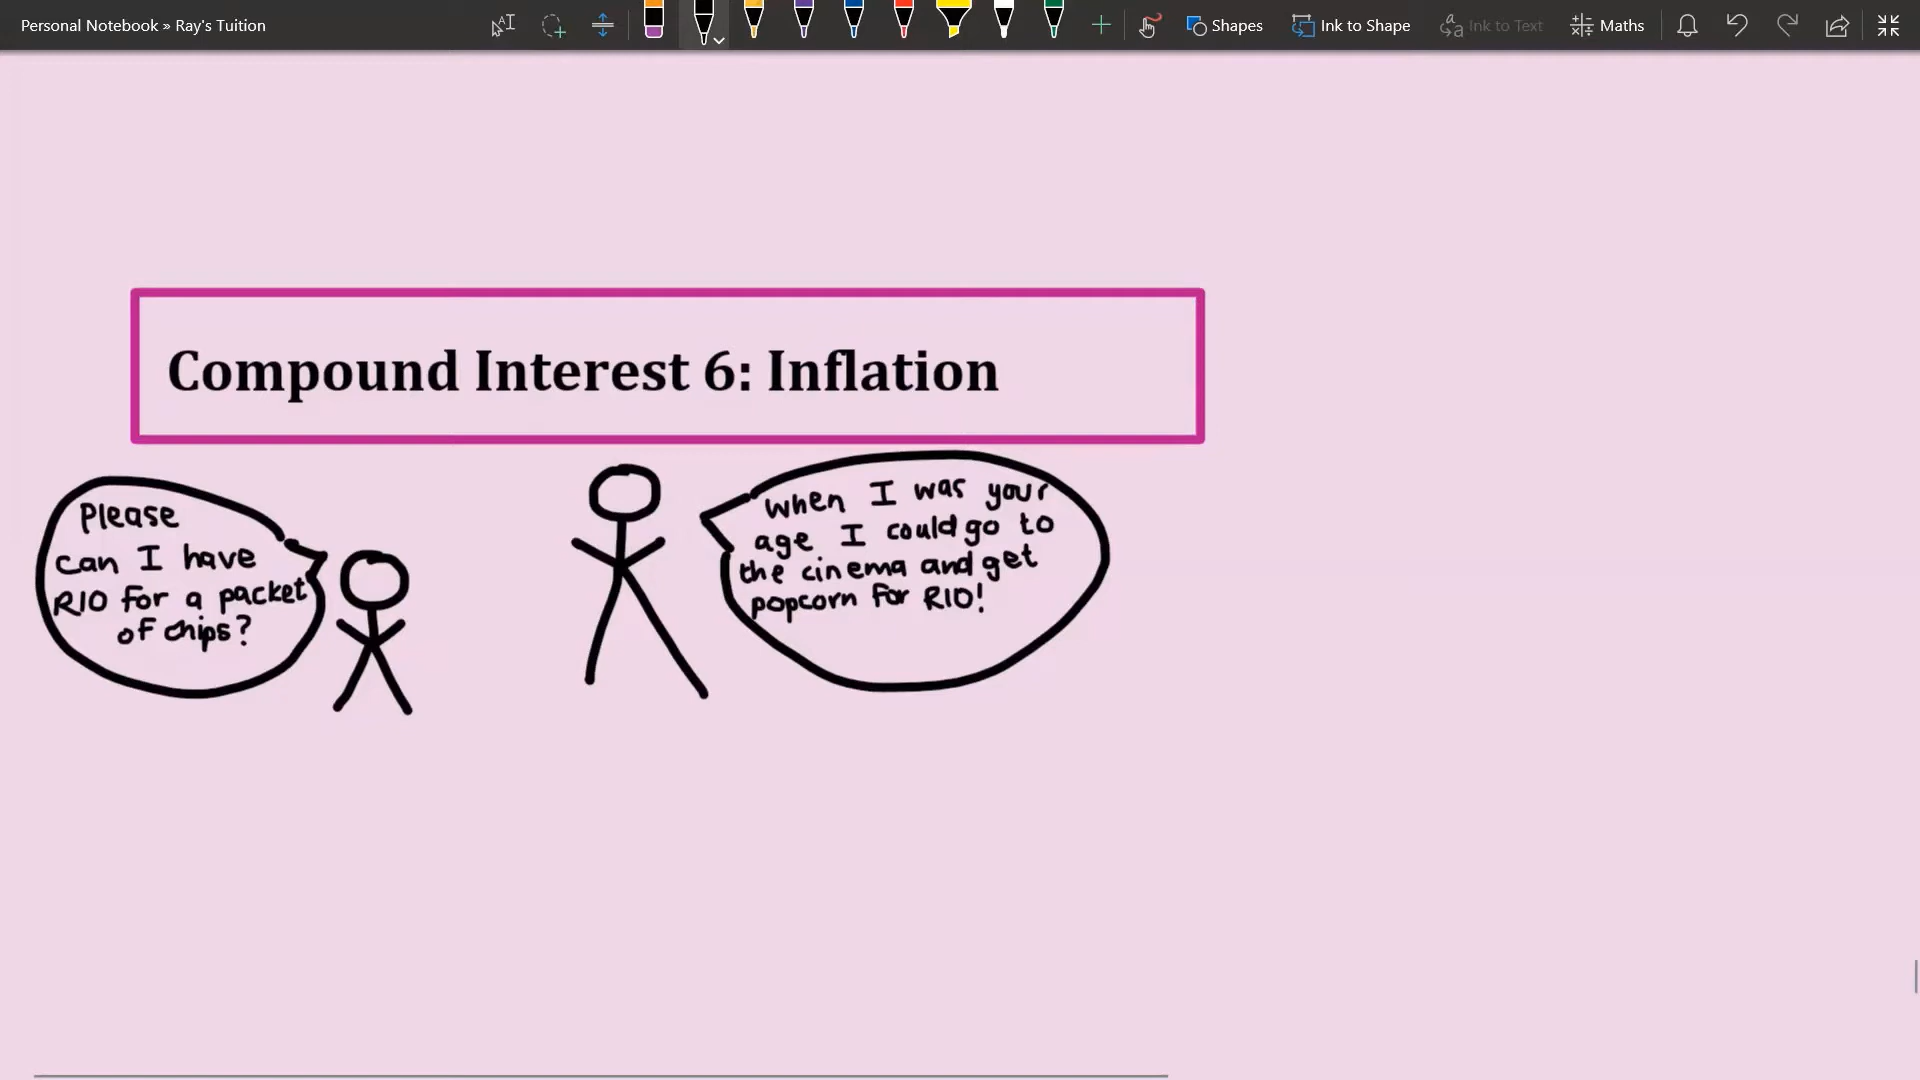 Personal Notebook » Ray's Tuition
Shapes
Ink to Shape
Ink to Text
Maths
Compound Interest 6: Inflation
Please
can I have
R10 for a packet
of chips?
When I was your
age I could go to
the cinema and get
popcorn for R10!